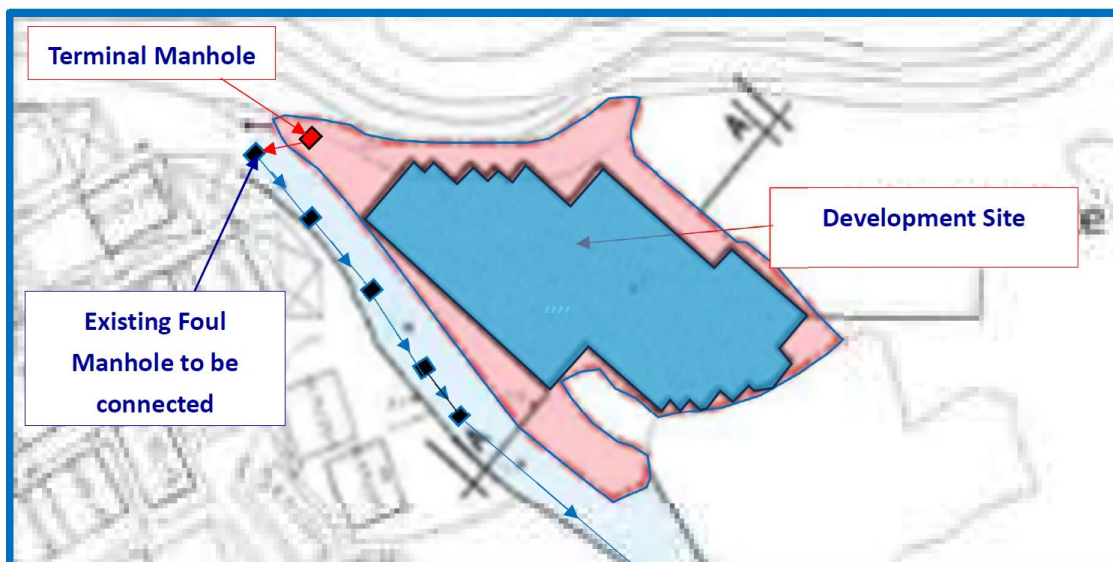 Terminal Manhole
A
Development Site
Existing Foul
Manhole to be
connected
A